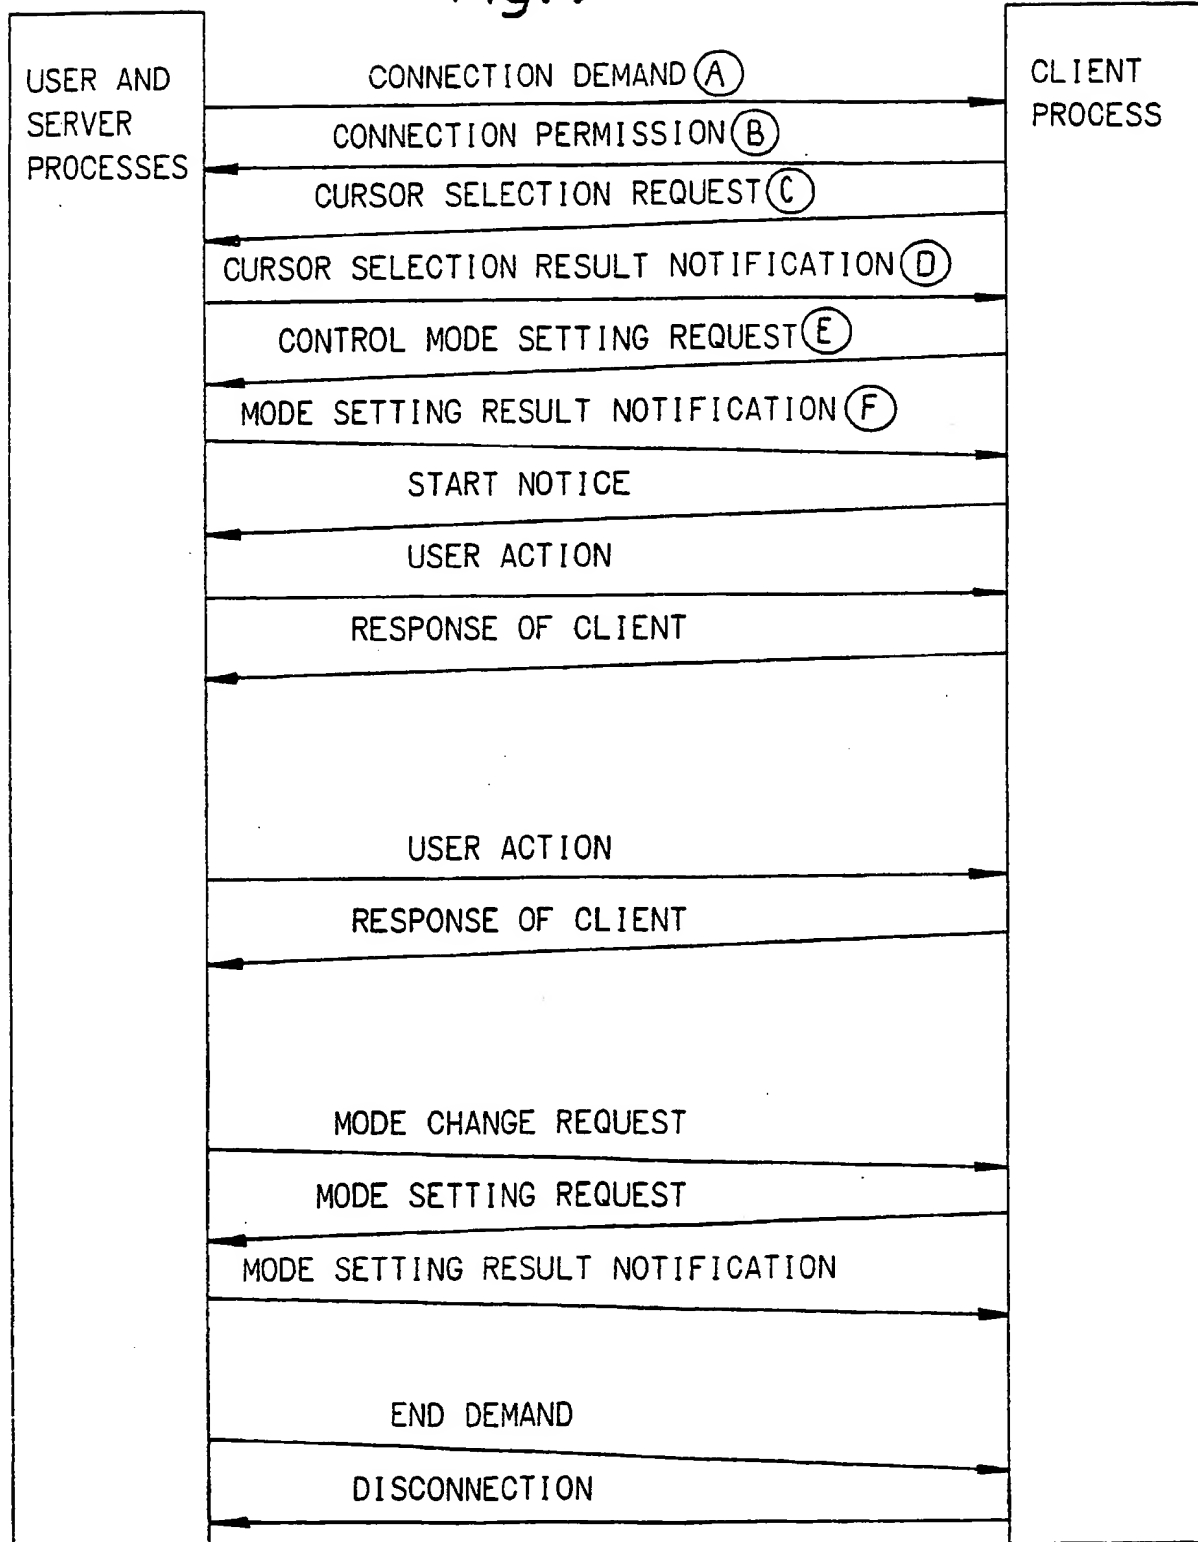 USER AND
SERVER
PROCESSES
CLIENT
PROCESS
CONNECTION DEMAND A
CONNECTION PERMISSION B
CURSOR SELECTION REQUEST C
CURSOR SELECTION RESULT NOTIFICATION D
CONTROL MODE SETTING REQUEST E
MODE SETTING RESULT NOTIFICATION F
START NOTICE
USER ACTION
RESPONSE OF CLIENT
USER ACTION
RESPONSE OF CLIENT
MODE CHANGE REQUEST
MODE SETTING REQUEST
MODE SETTING RESULT NOTIFICATION
END DEMAND
DISCONNECTION